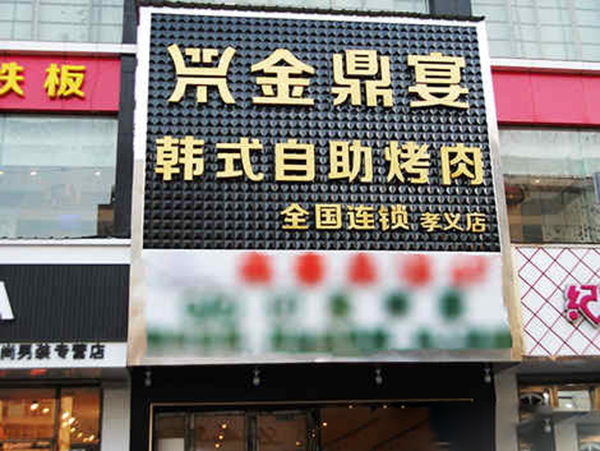 金鼎宴
韩式自助烤肉
全国连锁 孝义店
铁板
尚男装专营店
A
纪